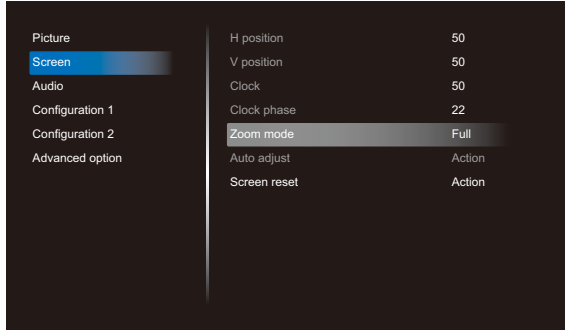 Picture
Screen
Audio
Configuration 1
Configuration 2
Advanced option
H position 50
V position 50
Clock 50
Clock phase 22
Zoom mode Full
Auto adjust Action
Screen reset Action